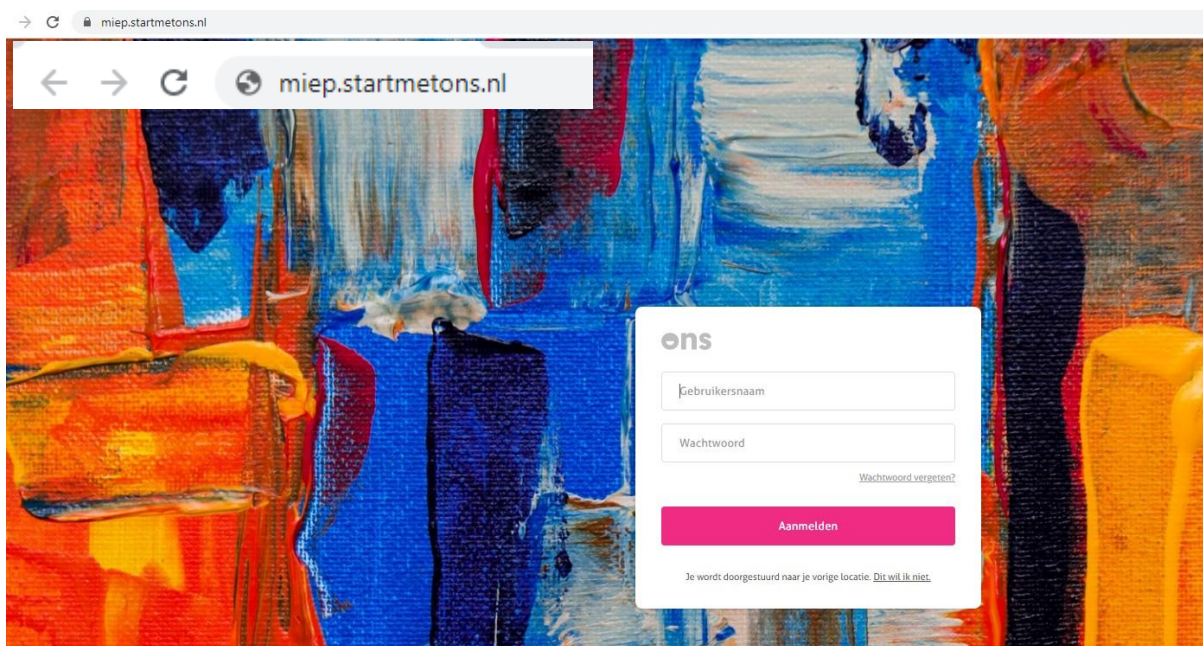 miep.startmetons.nl
miep.startmetons.nl
ons
Gebruikersnaam
Wachtwoord
Wachtwoord vergeten?
Aanmelden
Je wordt doorgestuurd naar je vorige locatie. Dit wil ik niet.